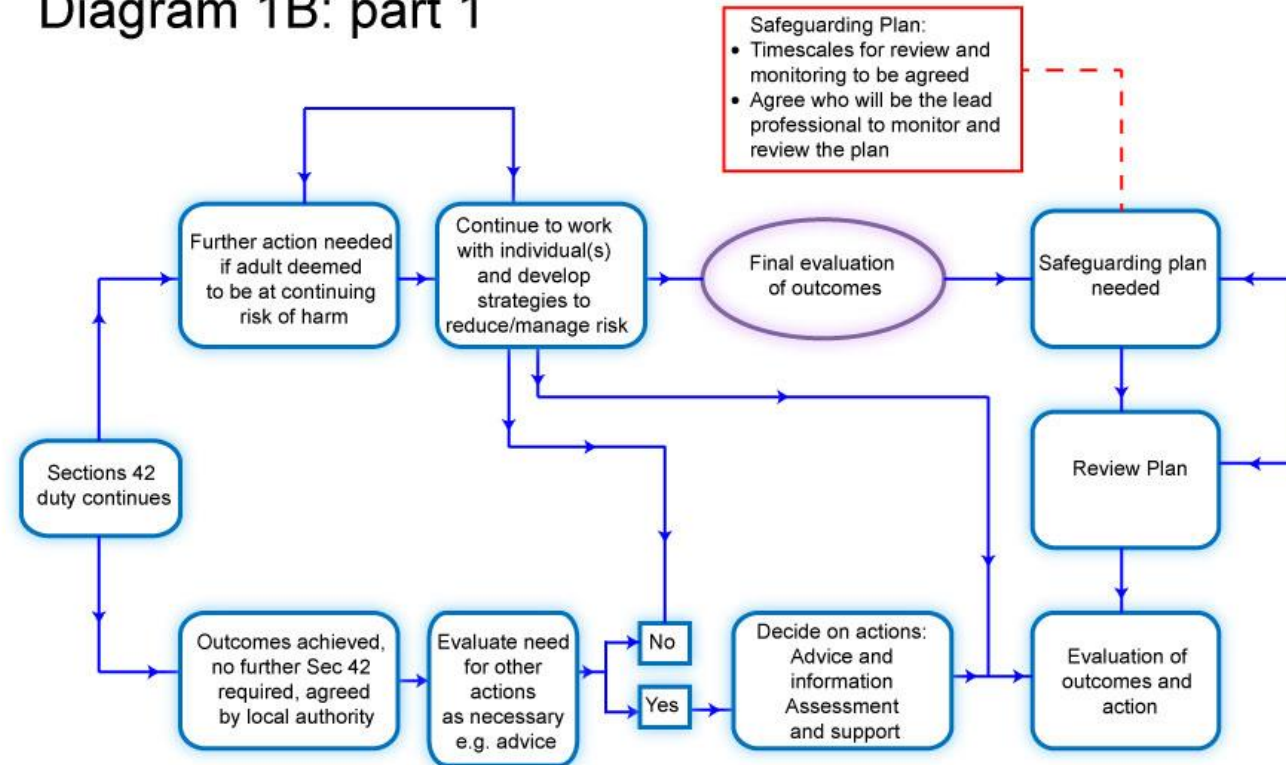 Diagram 1B: part 1
Safeguarding Plan:
• Timescales for review and
monitoring to be agreed
• Agree who will be the lead
professional to monitor and
review the plan
Further action needed
if adult deemed
to be at continuing
risk of harm
Continue to work
with individual(s)
and develop
strategies to
reduce/manage risk
Final evaluation
of outcomes
Safeguarding plan
needed
Sections 42
duty continues
Review Plan
Outcomes achieved,
no further Sec 42
required, agreed
by local authority
Evaluate need
for other
actions
as necessary
e.g. advice
No
Yes
Decide on actions:
Advice and
information
Assessment
and support
Evaluation of
outcomes and
action